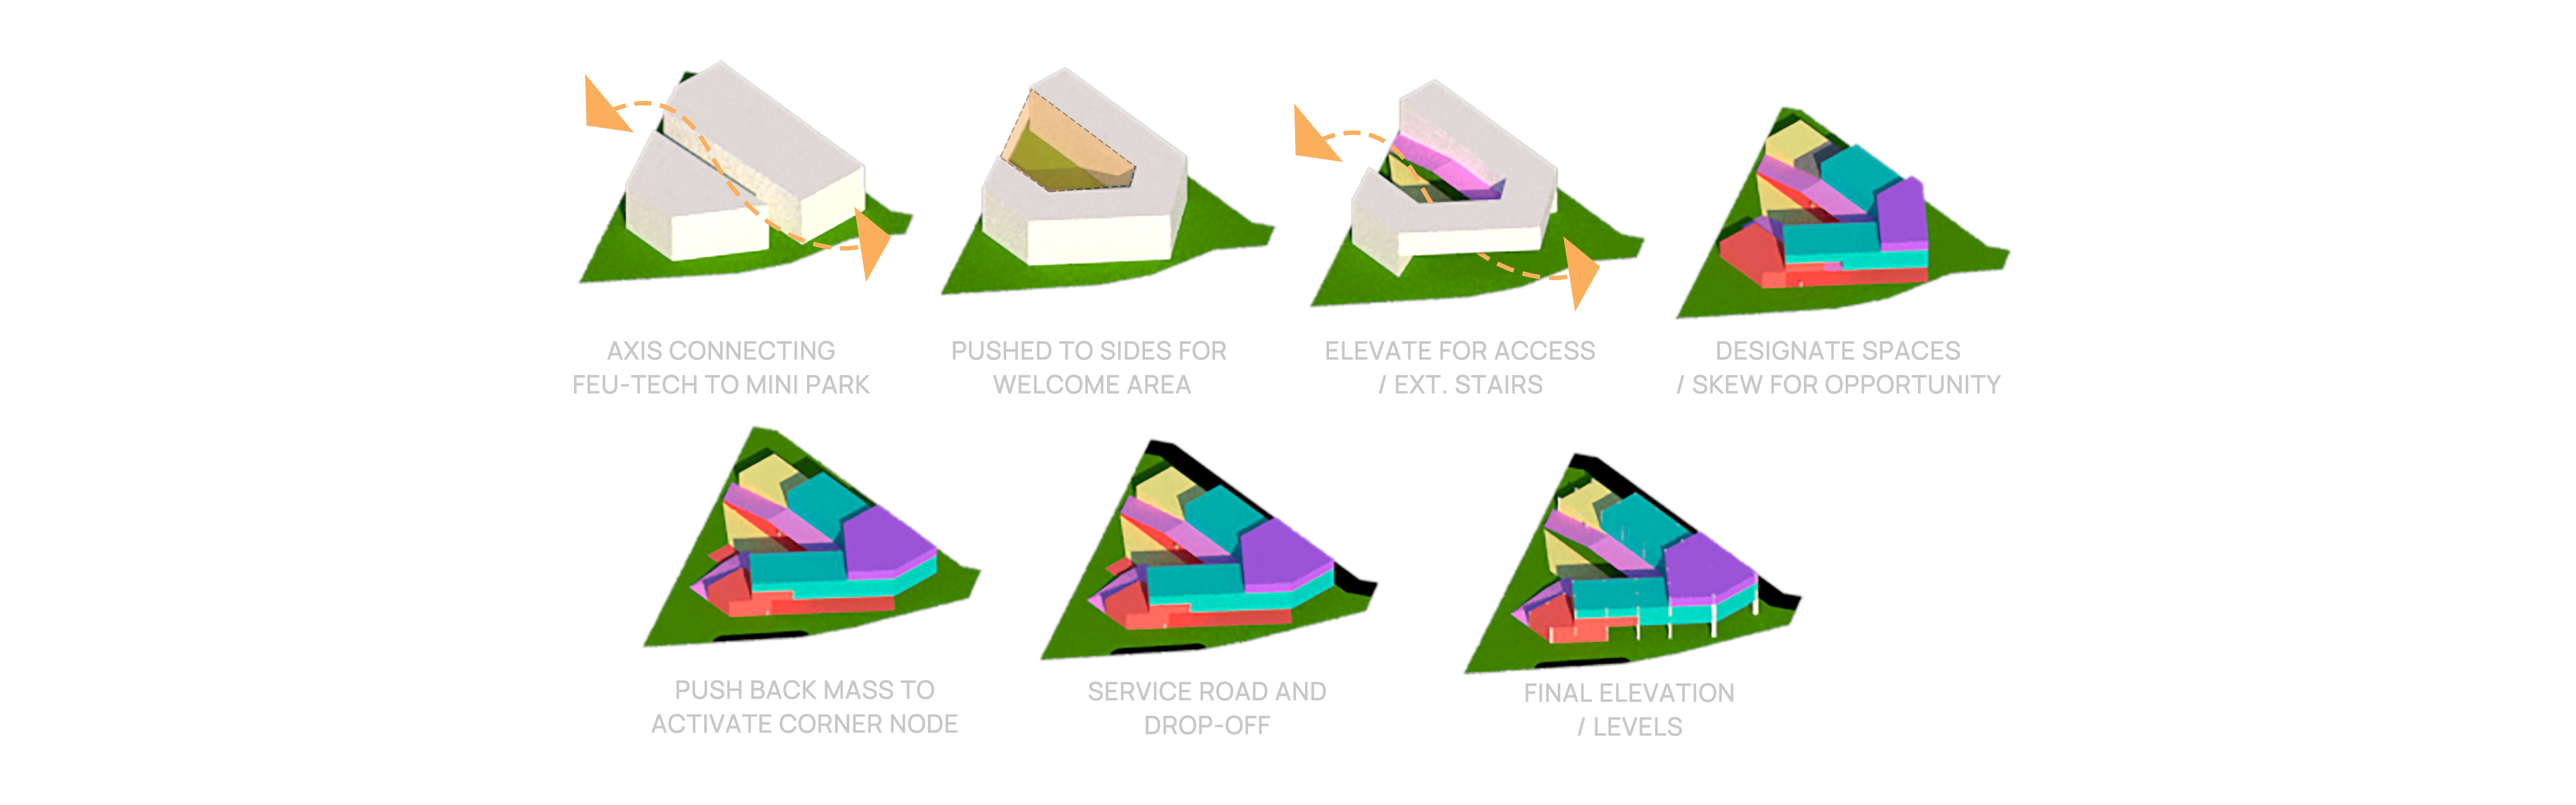 AXIS CONNECTING
FEU-TECH TO MINI PARK
PUSHED TO SIDES FOR
WELCOME AREA
ELEVATE FOR ACCESS
/ EXT. STAIRS
DESIGNATE SPACES
/ SKEW FOR OPPORTUNITY
PUSH BACK MASS TO
ACTIVATE CORNER NODE
SERVICE ROAD AND
DROP-OFF
FINAL ELEVATION
/ LEVELS